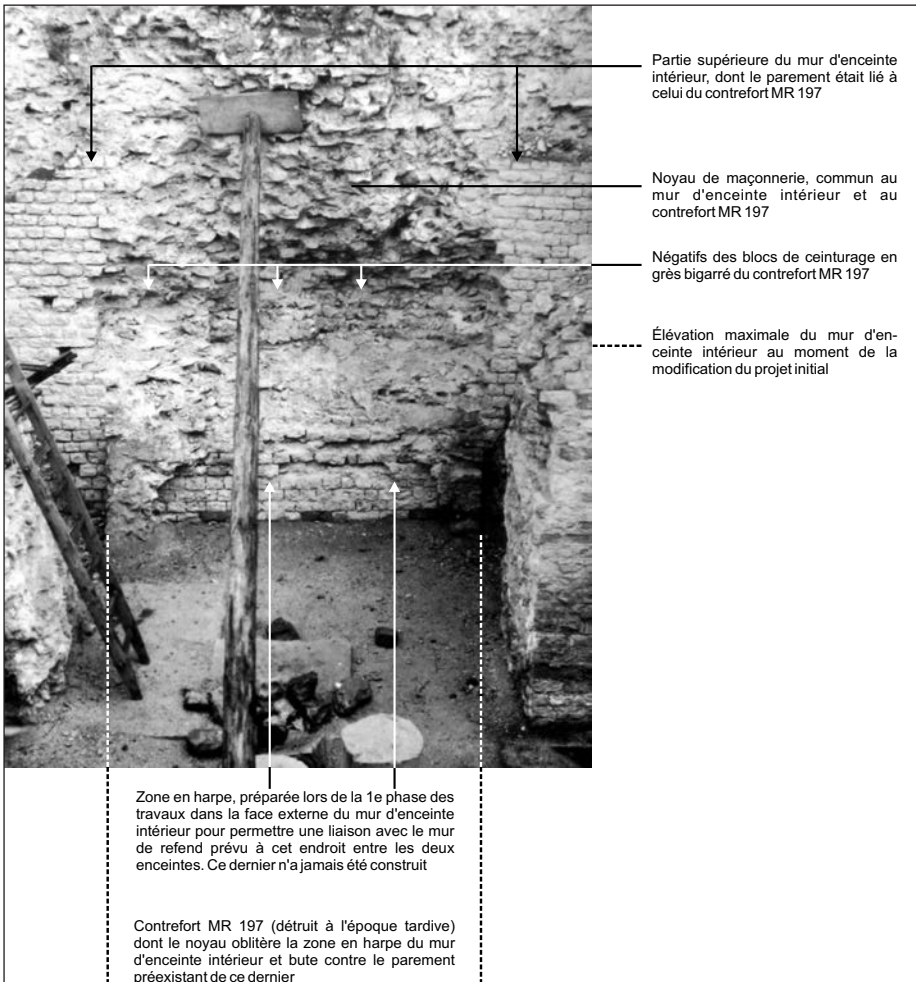 Partie supérieure du mur d'enceinte
intérieur, dont le parement était lié à
celui du contrefort MR 197
Noyau de maçonnerie, commun au
mur d'enceinte intérieur et au
contrefort MR 197
Négatifs des blocs de ceinturage en
grès bigarré du contrefort MR 197
Élévation maximale du mur d'en-
ceinte intérieur au moment de la
modification du projet initial
Zone en harpe, préparée lors de la 1e phase des
travaux dans la face externe du mur d'enceinte
intérieur pour permettre une liaison avec le mur
de refend prévu à cet endroit entre les deux
enceintes. Ce dernier n'a jamais été construit
Contrefort MR 197 (détruit à l'époque tardive)
dont le noyau oblitère la zone en harpe du mur
d'enceinte intérieur et bute contre le parement
préexistant de ce dernier